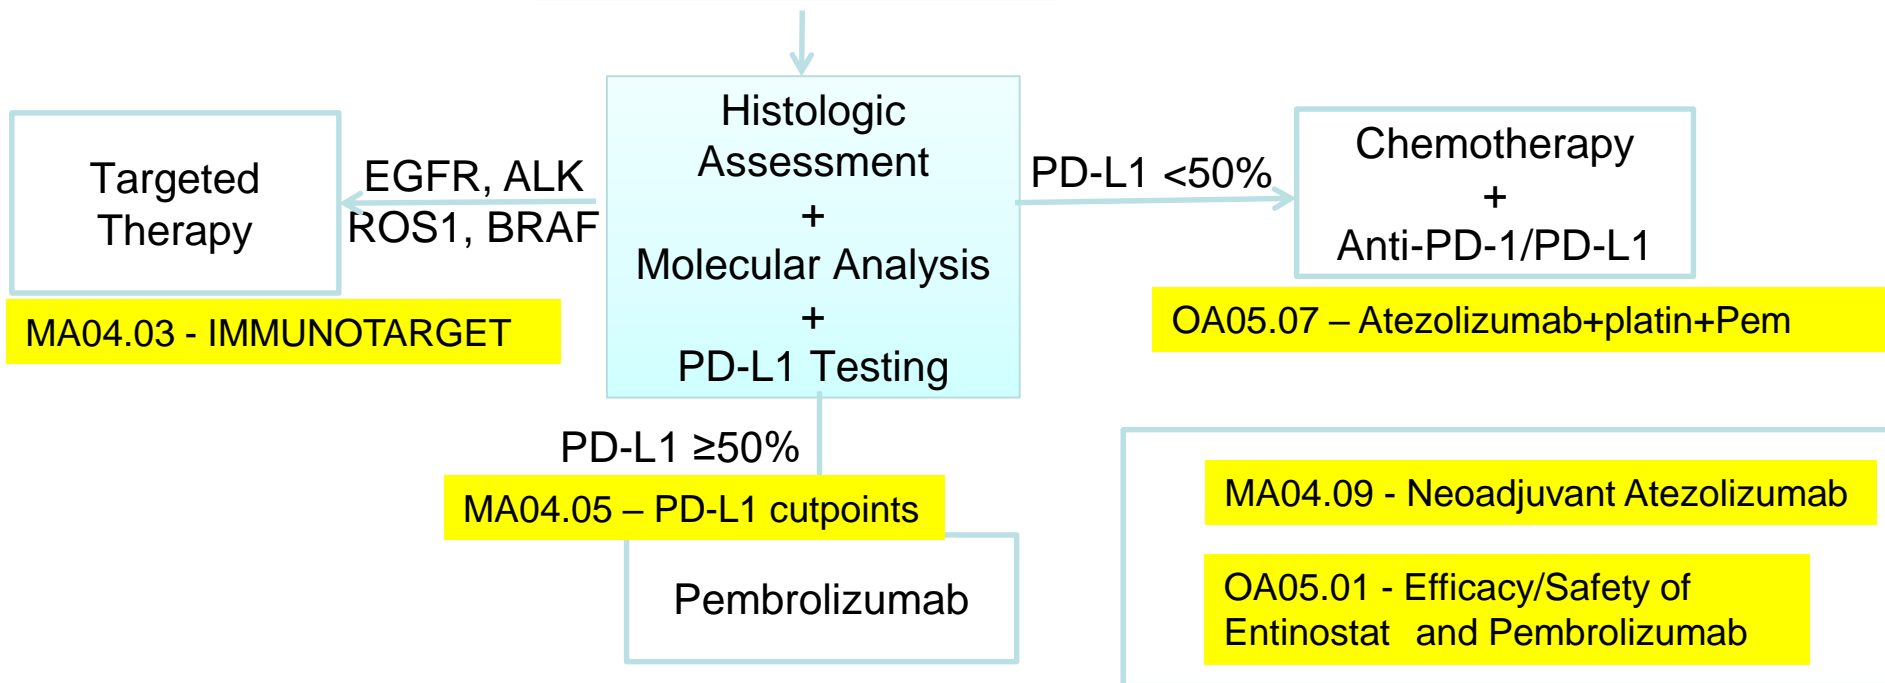 Histologic
Assessment
+
Molecular Analysis
+
PD-L1 Testing
Targeted
Therapy
EGFR, ALK
ROS1, BRAF
PD-L1 <50%
Chemotherapy
+
Anti-PD-1/PD-L1
MA04.03 - IMMUNOTARGET
OA05.07 – Atezolizumab+platin+Pem
PD-L1 ≥50%
MA04.05 – PD-L1 cutpoints
Pembrolizumab
MA04.09 - Neoadjuvant Atezolizumab
OA05.01 - Efficacy/Safety of
Entinostat and Pembrolizumab